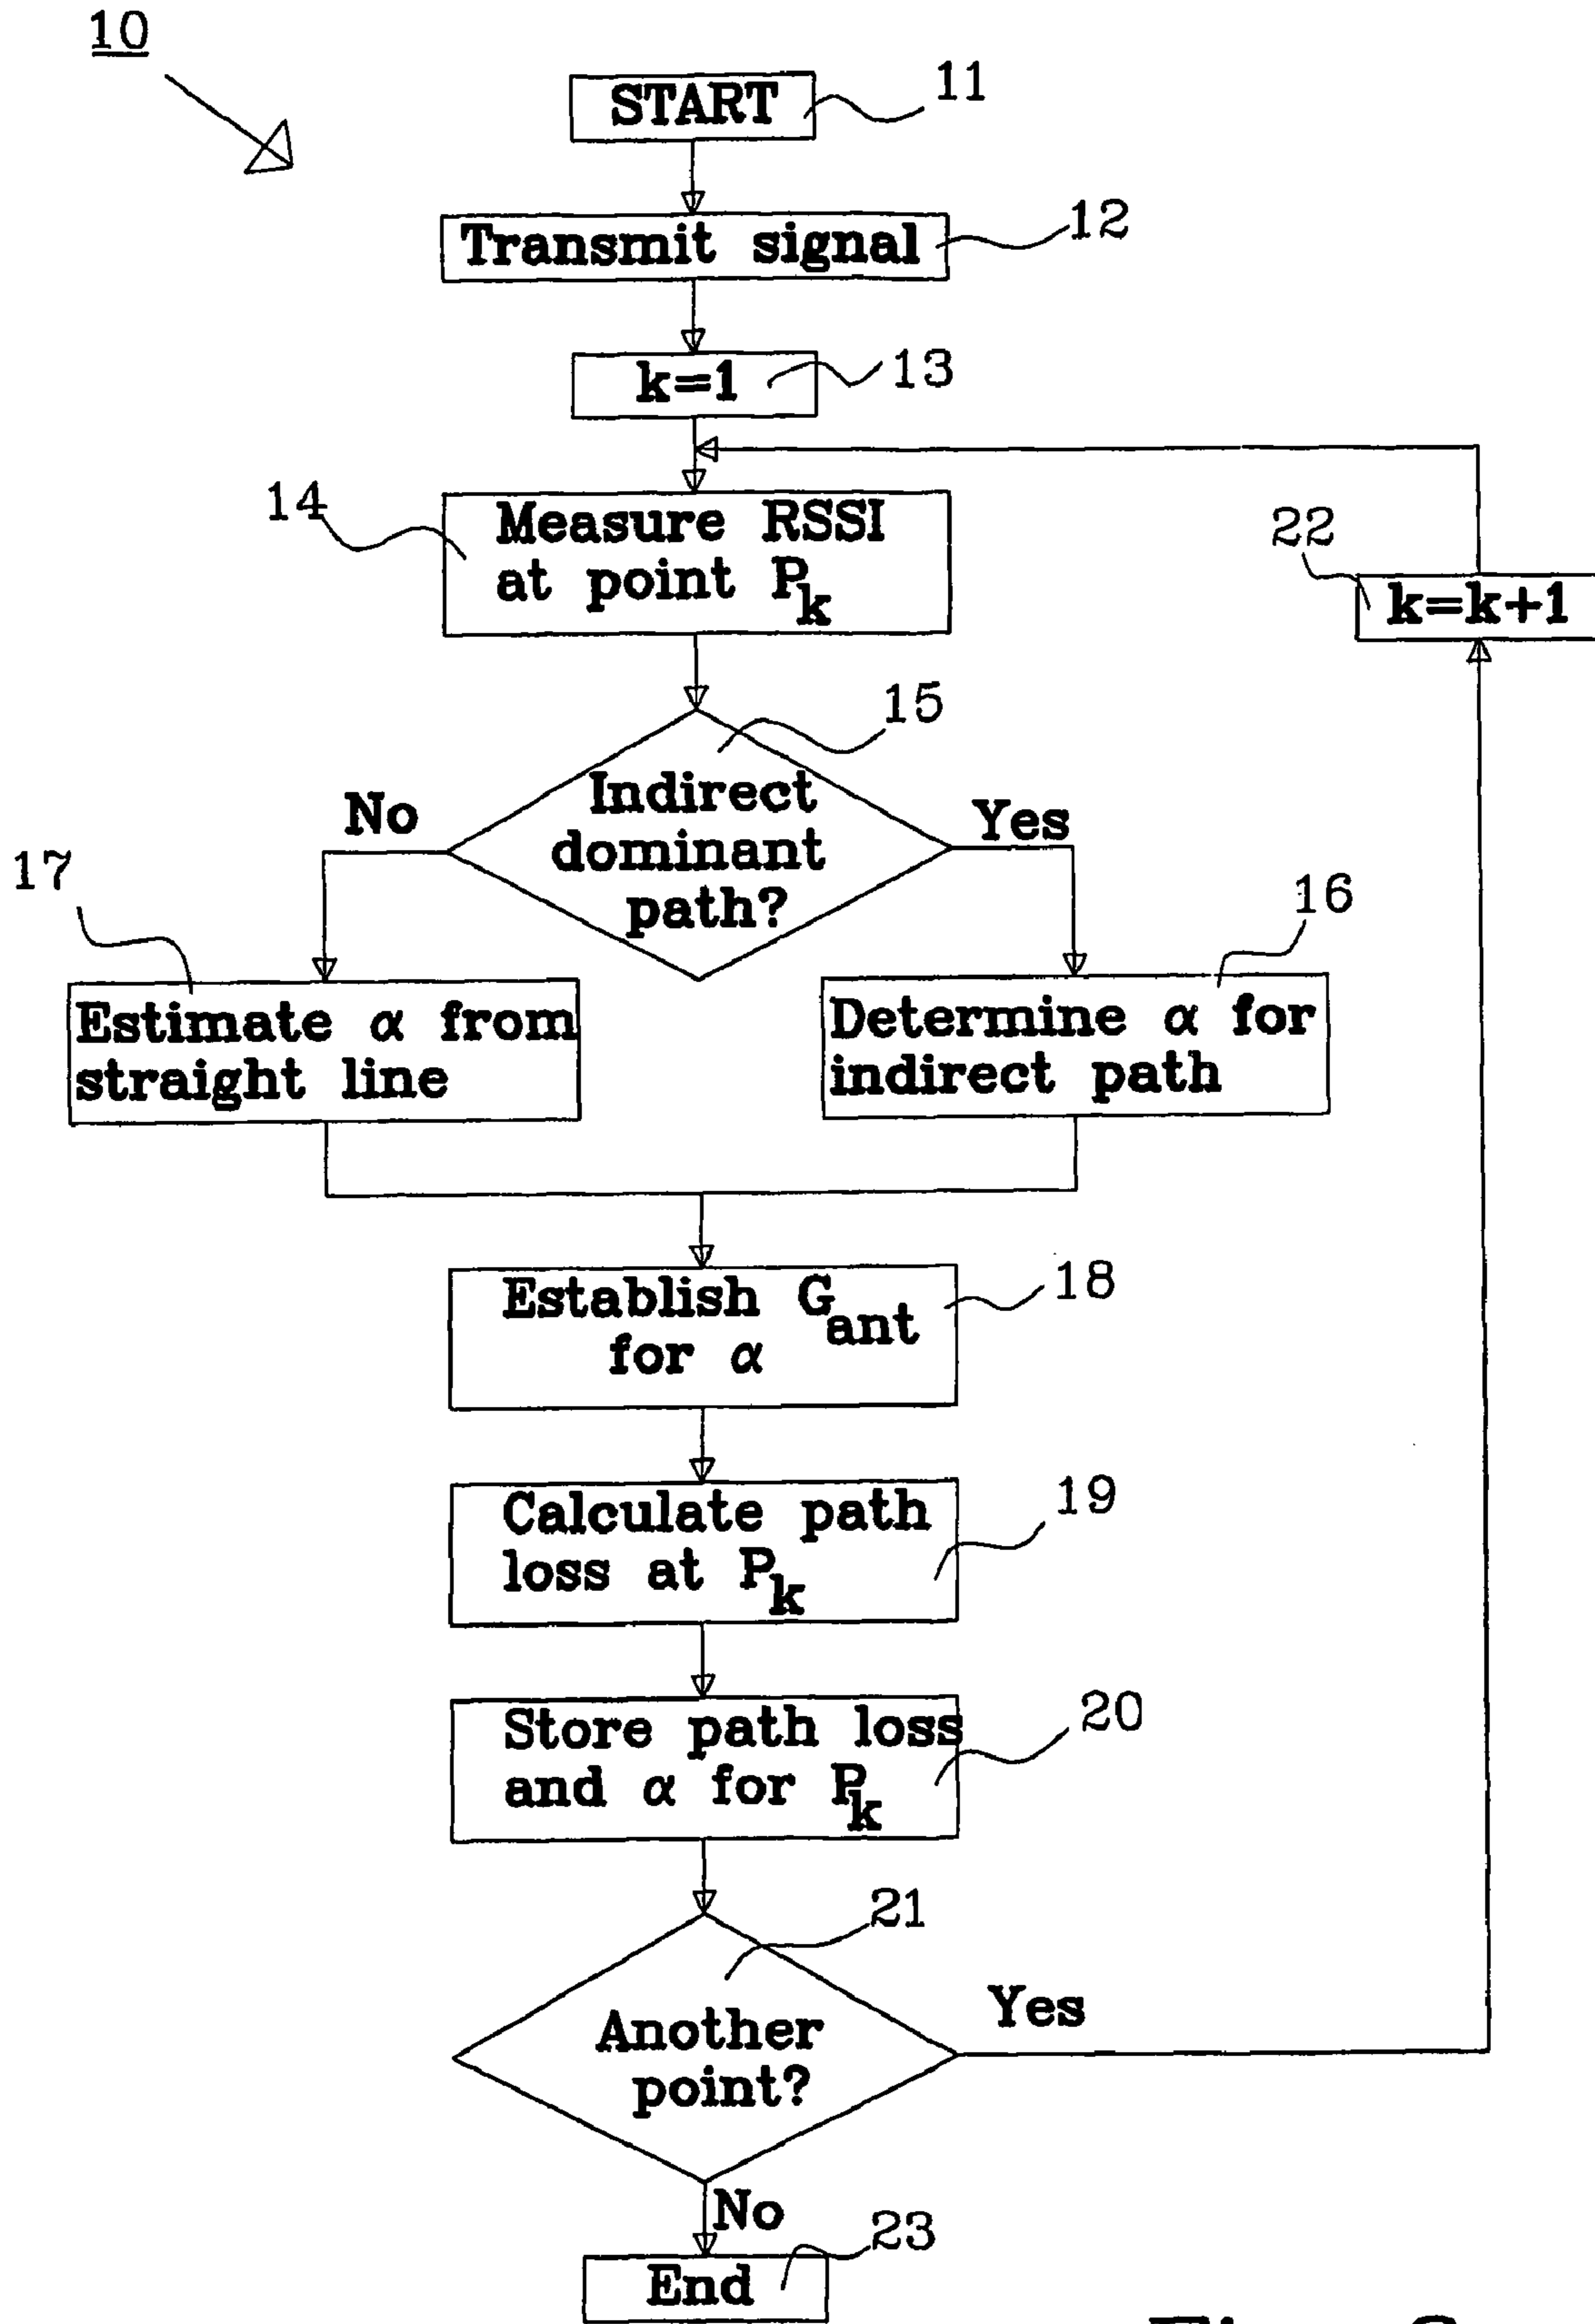 10
START
11
Transmit signal
12
k=1
13
14
Measure RSSI
at point Pk
22
k=k+1
15
Indirect
dominant
path?
No
Yes
17
16
Estimate α from
straight line
Determine α for
indirect path
Establish Gant
for α
18
Calculate path
loss at Pk
19
Store path loss
and α for Pk
20
21
Another
point?
Yes
No
23
End